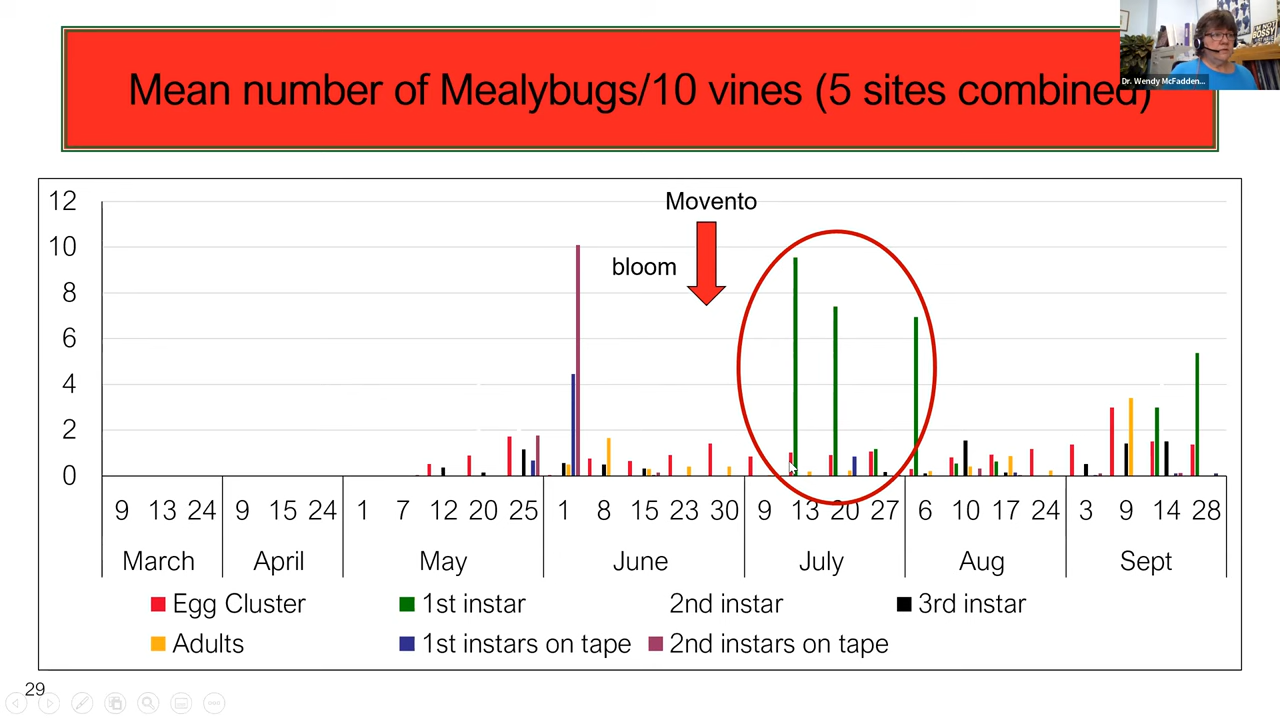 Mean number of Mealybugs/10 vines (5 sites combined)
Dr. Wendy McFadden...
Movento
bloom
12
10
8
6
4
2
0
9 13 24 9 15 24 1 7 12 20 25 1 8 15 23 30 9 13 20 27 6 10 17 24 3 9 14 28
March April May June July Aug Sept
Egg Cluster 1st instar 2nd instar 3rd instar
Adults 1st instars on tape 2nd instars on tape
29